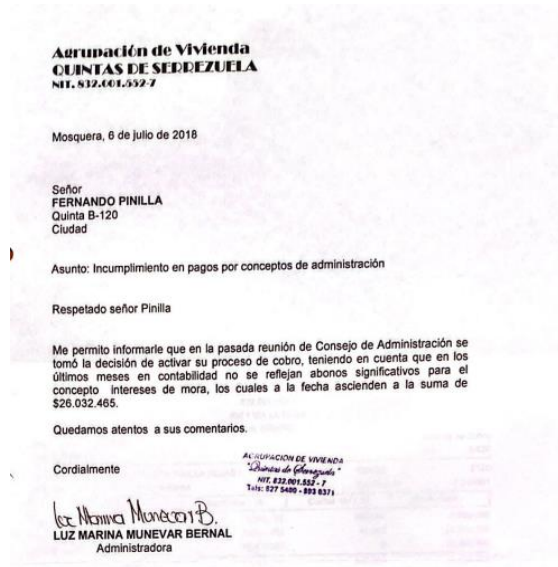 Agrupación de Vivienda
QUINTAS DE SERREZUELA
NIT. 832.001.552-7
Mosquera, 6 de julio de 2018
Señor
FERNANDO PINILLA
Quinta B-120
Ciudad
Asunto: Incumplimiento en pagos por conceptos de administración
Respetado señor Pinilla
Me permito informarle que en la pasada reunión de Consejo de Administración se
tomó la decisión de activar su proceso de cobro, teniendo en cuenta que en los
últimos meses en contabilidad no se reflejan abonos significativos para el
concepto intereses de mora, los cuales a la fecha ascienden a la suma de
$26.032.465.
Quedamos atentos a sus comentarios.
Cordialmente
AGRUPACION DE VIVIENDA
"Quintas de Serrezuela"
NIT. 832.001.552 - 7
Tels: 827 5400 - 893 8371
Luz Marina Munevar B.
LUZ MARINA MUNEVAR BERNAL
Administradora